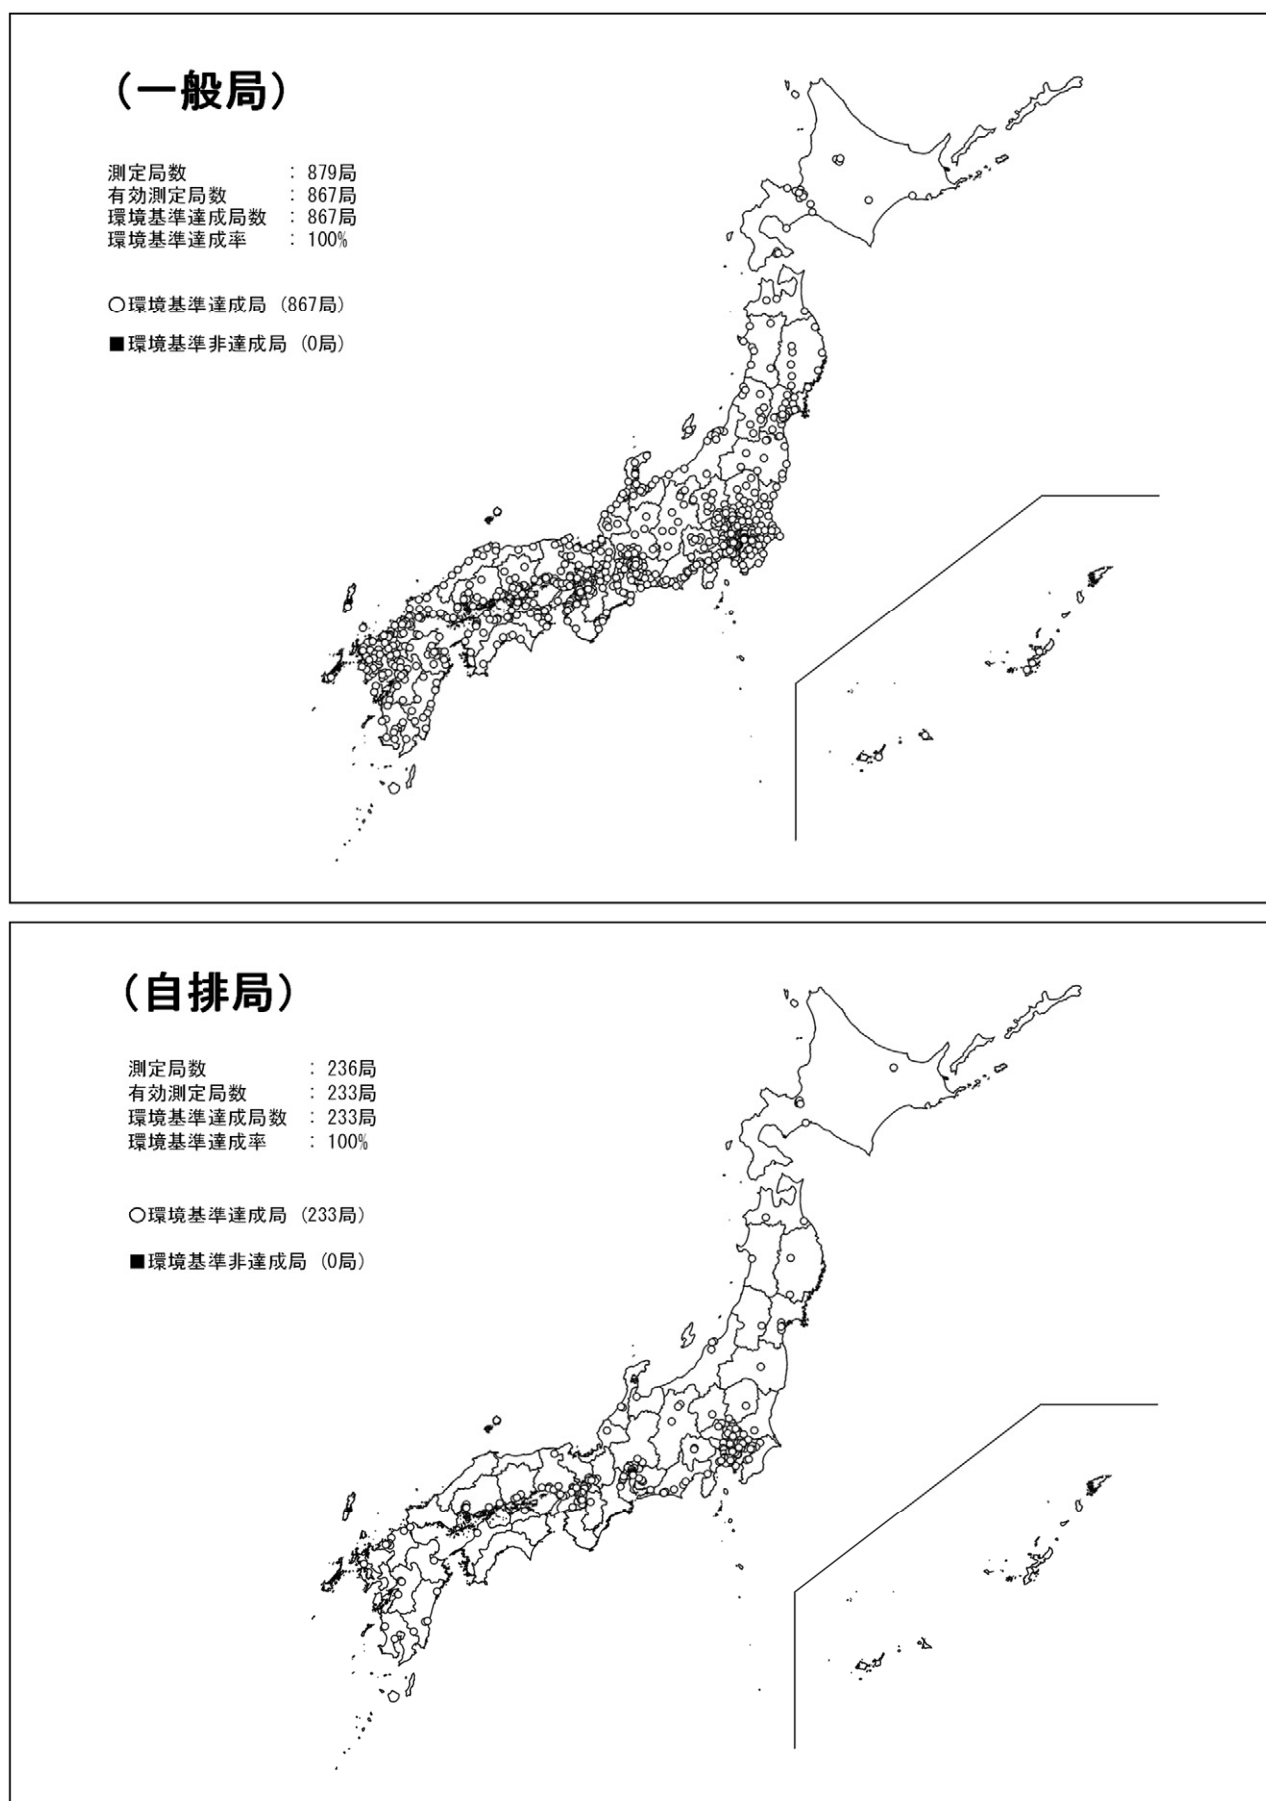 （一般局）
測定局数 : 879局
有効測定局数 : 867局
環境基準達成局数 : 867局
環境基準達成率 : 100%
○環境基準達成局（867局）
■環境基準非達成局（0局）
（自排局）
測定局数 : 236局
有効測定局数 : 233局
環境基準達成局数 : 233局
環境基準達成率 : 100%
○環境基準達成局（233局）
■環境基準非達成局（0局）